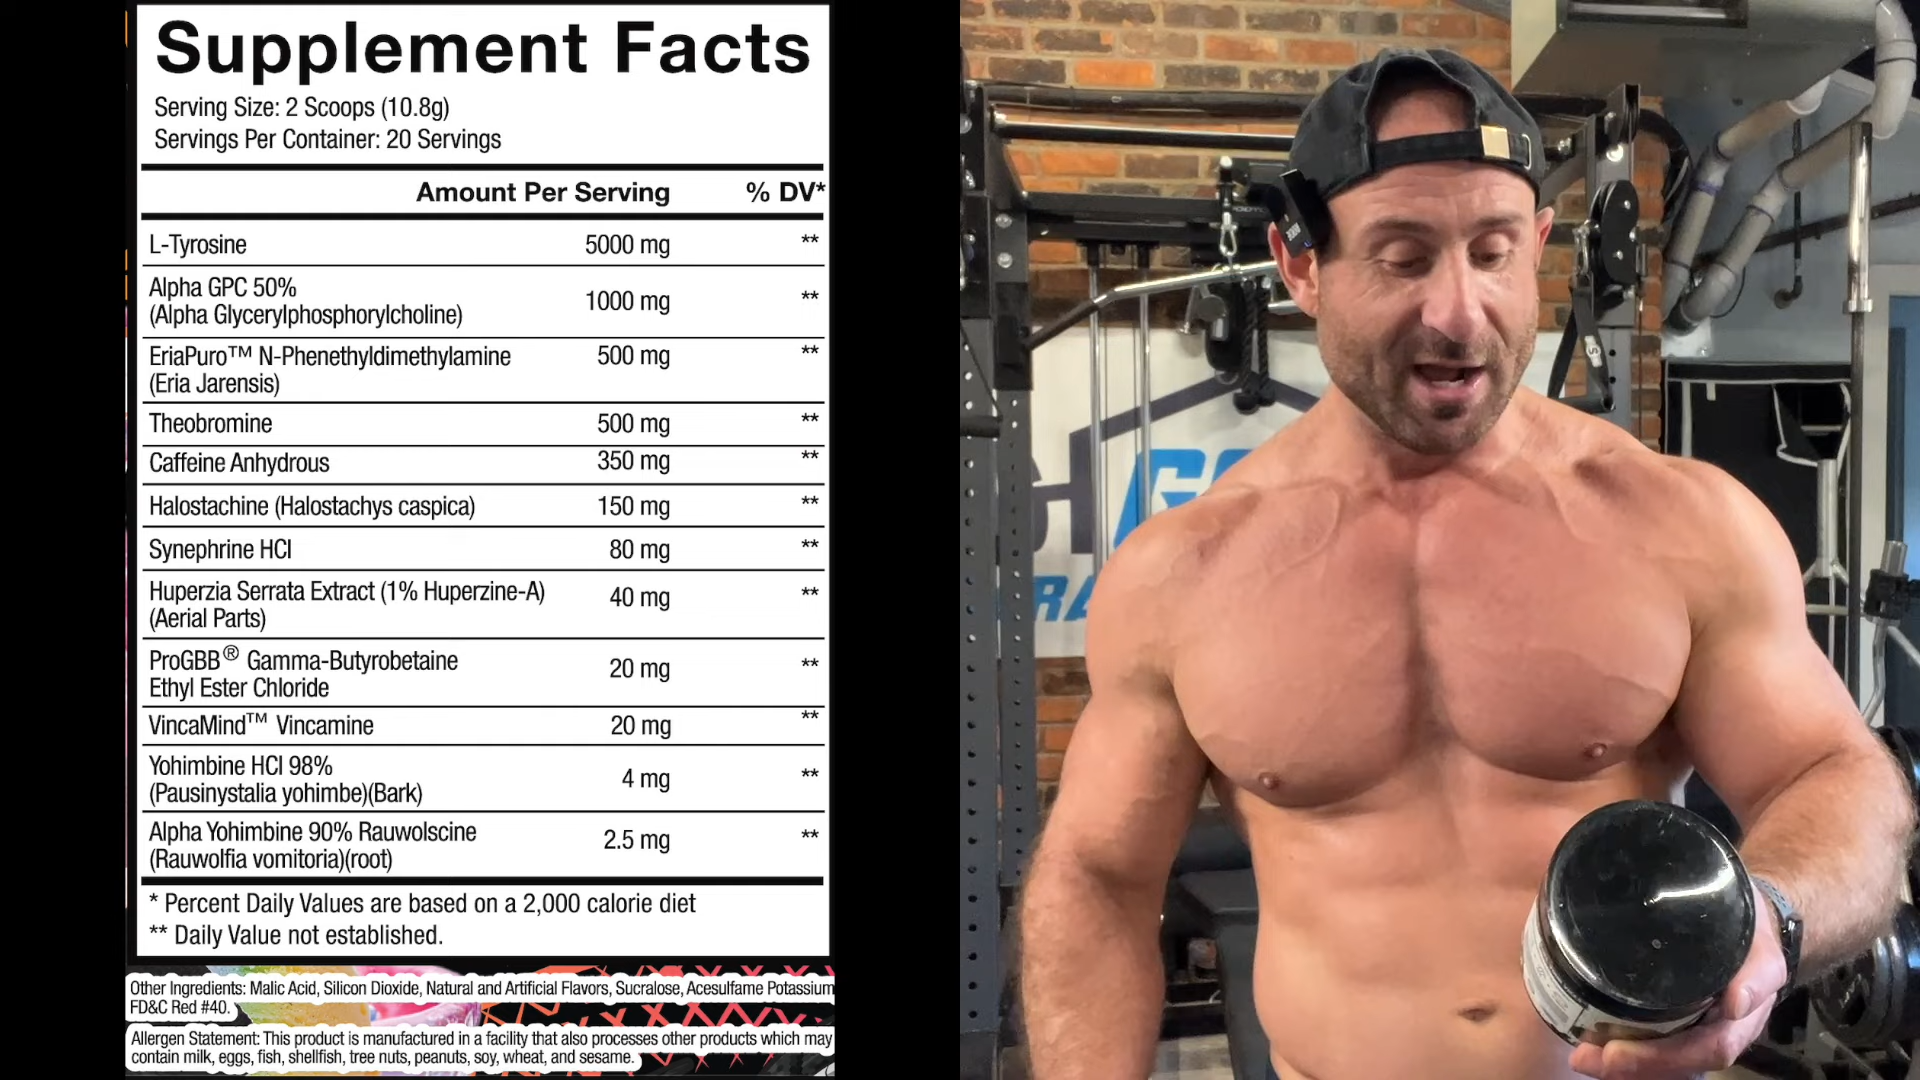 Supplement Facts
Serving Size: 2 Scoops (10.8g)
Servings Per Container: 20 Servings
Amount Per Serving % DV*
L-Tyrosine 5000 mg **
Alpha GPC 50%
(Alpha Glycerylphosphorylcholine) 1000 mg **
EriaPuro™ N-Phenethyldimethylamine 500 mg **
(Eria Jarensis)
Theobromine 500 mg **
Caffeine Anhydrous 350 mg **
Halostachine (Halostachys caspica) 150 mg **
Synephrine HCl 80 mg **
Huperzia Serrata Extract (1% Huperzine-A) 40 mg **
(Aerial Parts)
ProGBB® Gamma-Butyrobetaine 20 mg **
Ethyl Ester Chloride
VincaMind™ Vincamine 20 mg **
Yohimbine HCl 98% 4 mg **
(Pausinystalia yohimbe)(Bark)
Alpha Yohimbine 90% Rauwolscine 2.5 mg **
(Rauwolfia vomitoria)(root)
* Percent Daily Values are based on a 2,000 calorie diet
** Daily Value not established.
Other Ingredients: Malic Acid, Silicon Dioxide, Natural and Artificial Flavors, Sucralose, Acesulfame Potassium
FD&C Red #40.
Allergen Statement: This product is manufactured in a facility that also processes other products which may
contain milk, eggs, fish, shellfish, tree nuts, peanuts, soy, wheat, and sesame.